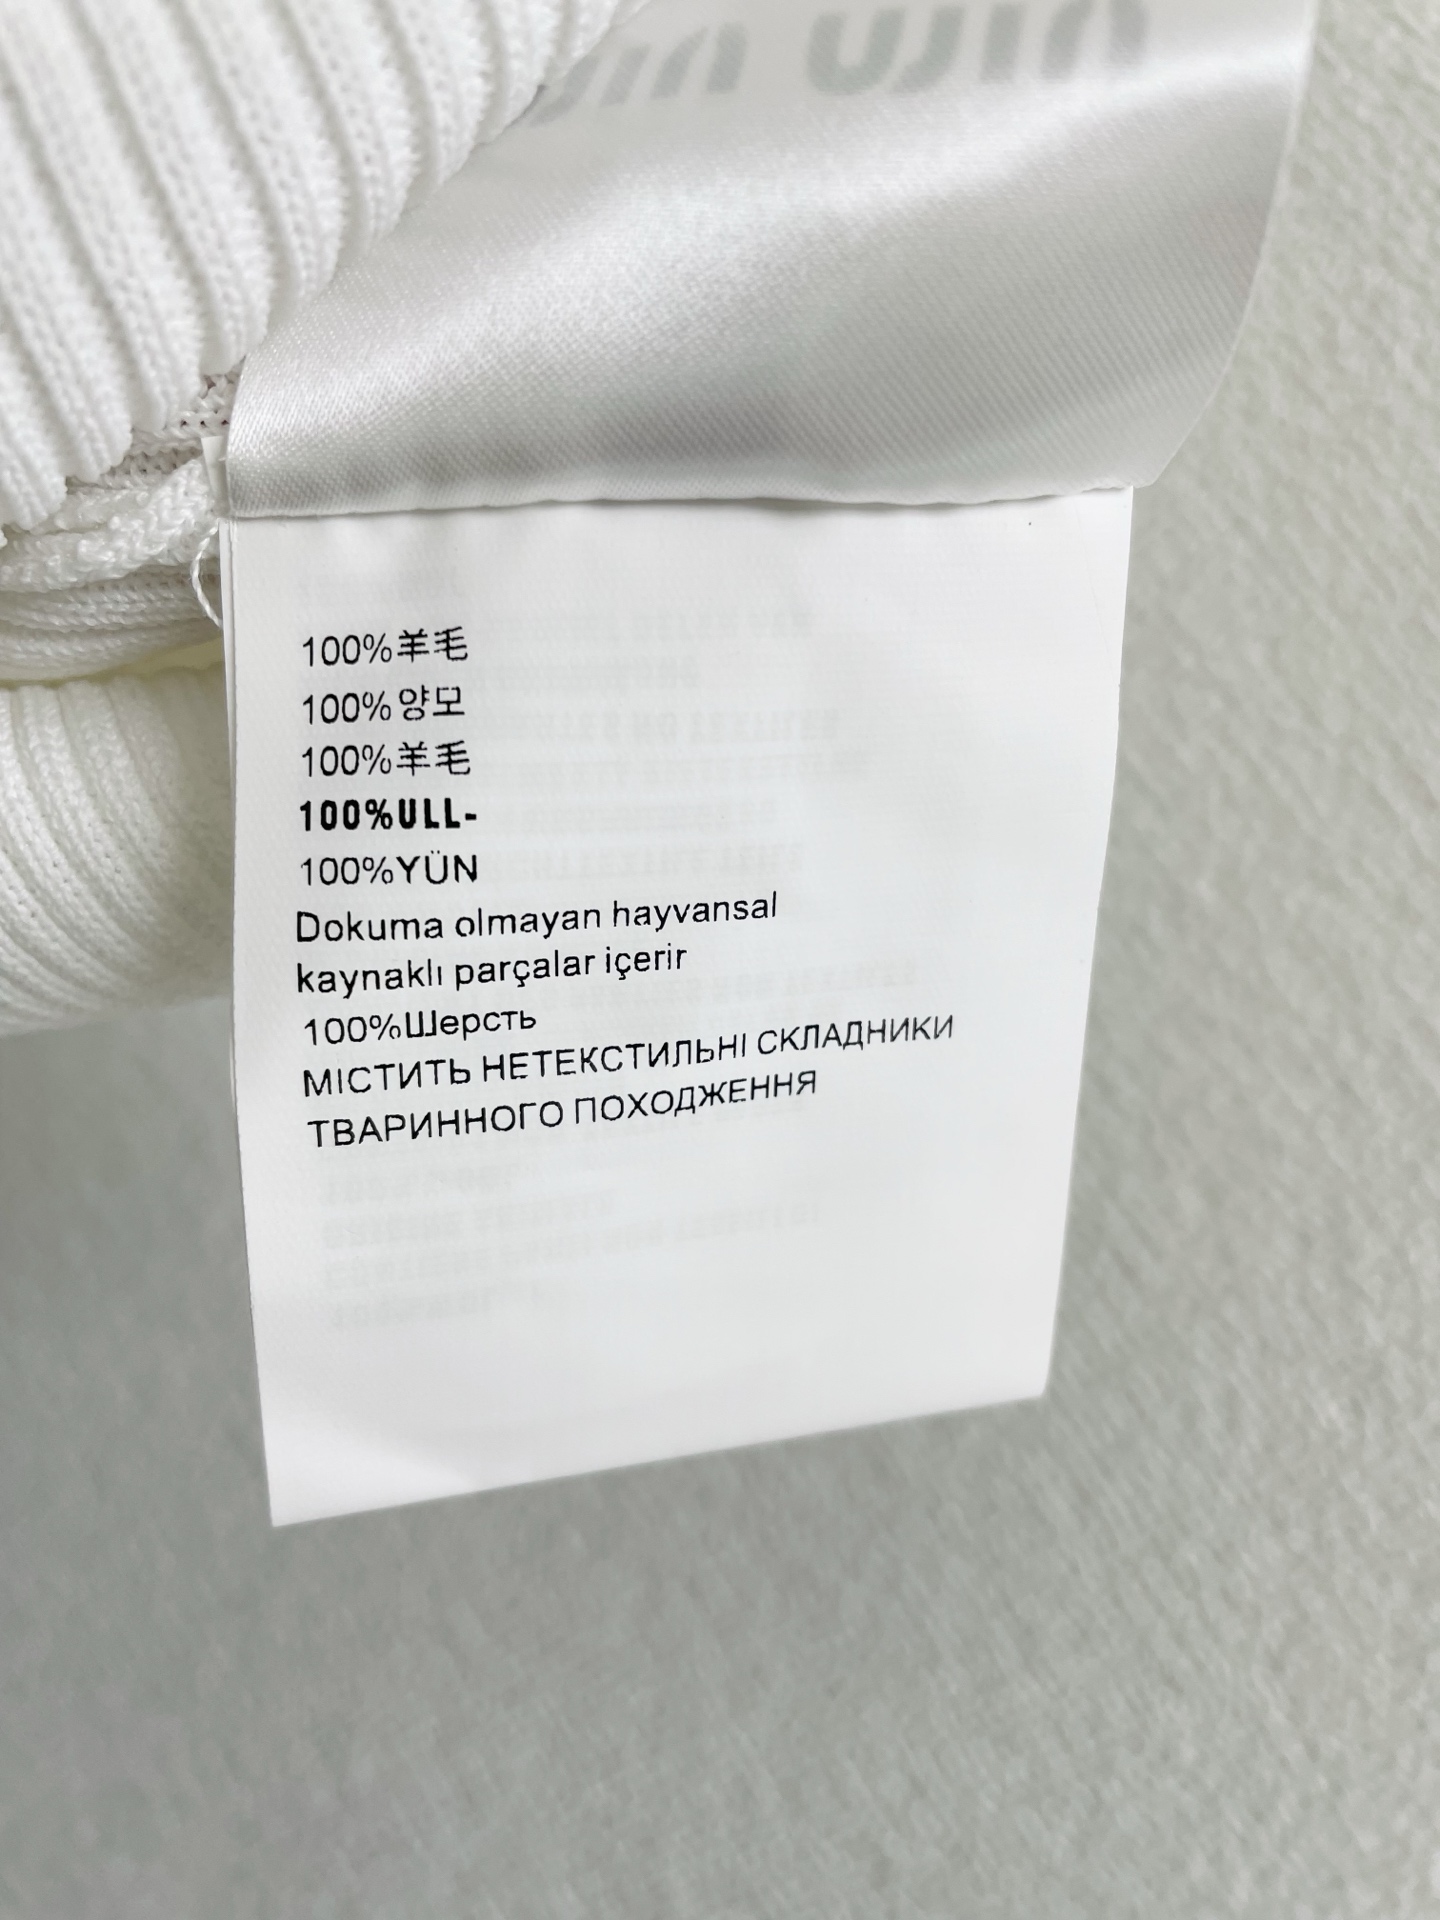 100%羊毛
100%양모
100%羊毛
100%ULL-
100%YÜN
Dokuma olmayan hayvansal
kaynaklı parçalar içerir
100%Шерсть
МІСТИТЬ НЕТЕКСТИЛЬНІ СКЛАДНИКИ
ТВАРИННОГО ПОХОДЖЕННЯ